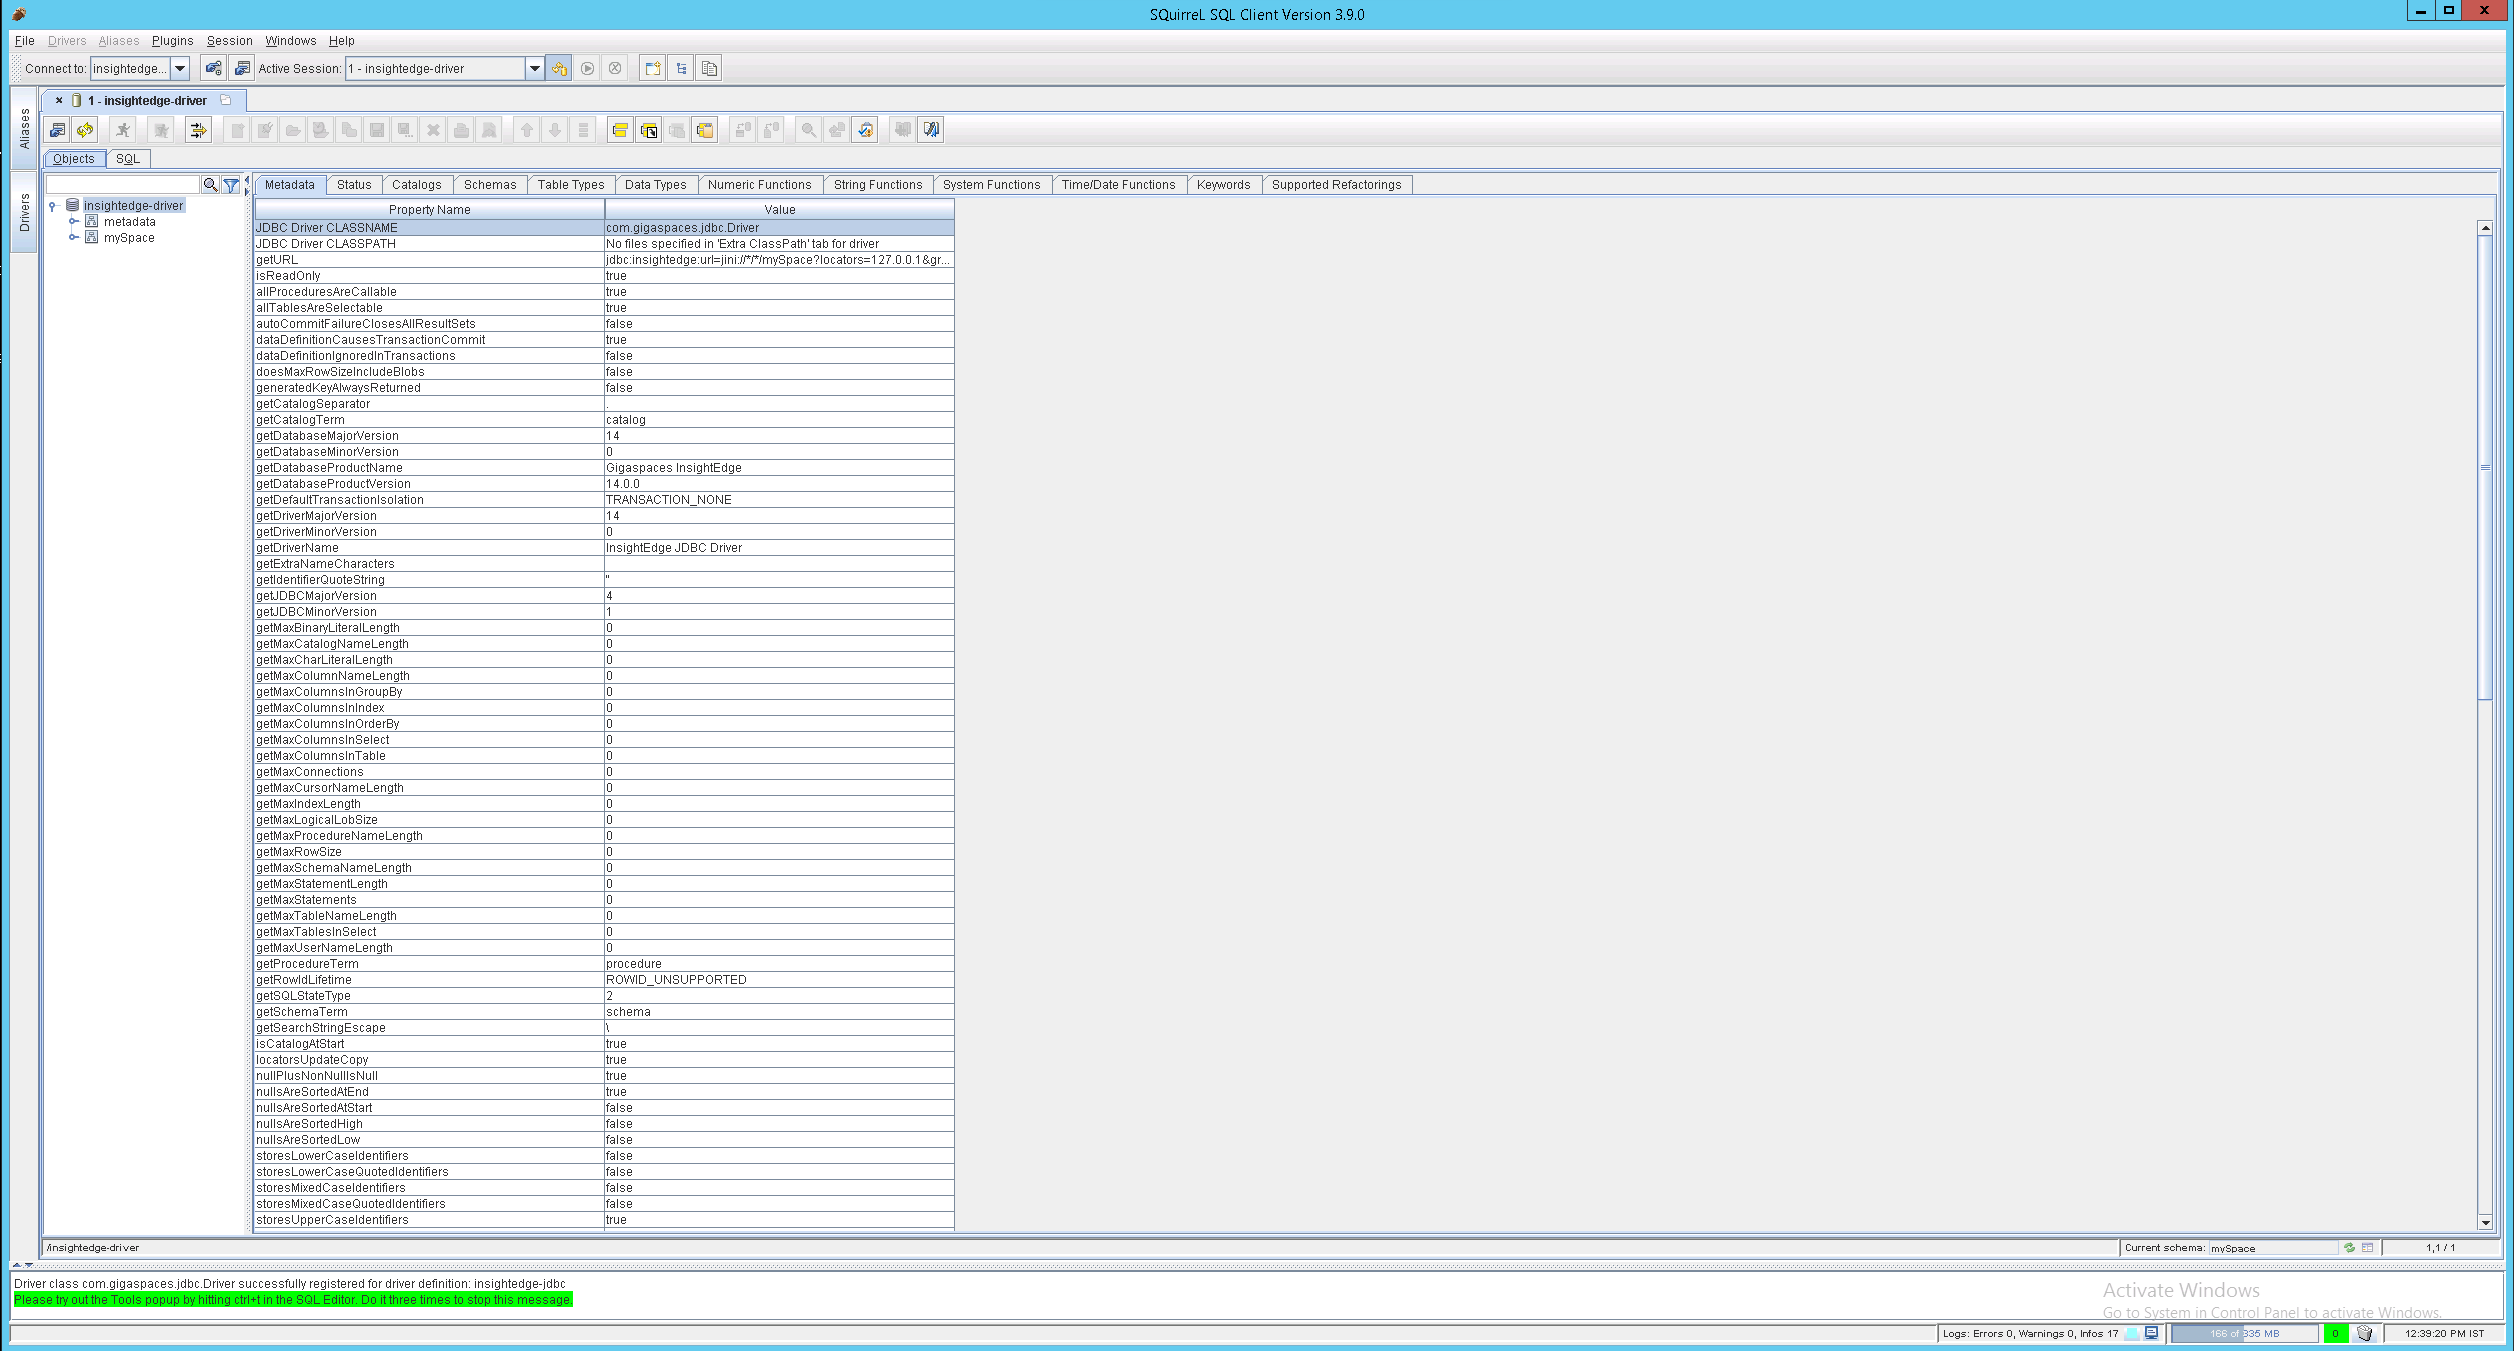 SQuirreL SQL Client Version 3.9.0
File Drivers Aliases Plugins Session Windows Help
Connect to: insightedge... Active Session: 1 - insightedge-driver
1 - insightedge-driver
Aliases
Drivers
Objects SQL
Metadata Status Catalogs Schemas Table Types Data Types Numeric Functions String Functions System Functions Time/Date Functions Keywords Supported Refactorings
insightedge-driver
metadata
mySpace
Property Name Value
JDBC Driver CLASSNAME com.gigaspaces.jdbc.Driver
JDBC Driver CLASSPATH No files specified in 'Extra ClassPath' tab for driver
getURL jdbc:insightedge:url=jini://*/*/mySpace?locators=127.0.0.1&gr...
isReadOnly true
allProceduresAreCallable true
allTablesAreSelectable true
autoCommitFailureClosesAllResultSets false
dataDefinitionCausesTransactionCommit true
dataDefinitionIgnoredInTransactions false
doesMaxRowSizeIncludeBlobs false
generatedKeyAlwaysReturned false
getCatalogSeparator .
getCatalogTerm catalog
getDatabaseMajorVersion 14
getDatabaseMinorVersion 0
getDatabaseProductName Gigaspaces InsightEdge
getDatabaseProductVersion 14.0.0
getDefaultTransactionIsolation TRANSACTION_NONE
getDriverMajorVersion 14
getDriverMinorVersion 0
getDriverName InsightEdge JDBC Driver
getExtraNameCharacters
getIdentifierQuoteString "
getJDBCMajorVersion 4
getJDBCMinorVersion 1
getMaxBinaryLiteralLength 0
getMaxCatalogNameLength 0
getMaxCharLiteralLength 0
getMaxColumnNameLength 0
getMaxColumnsInGroupBy 0
getMaxColumnsInIndex 0
getMaxColumnsInOrderBy 0
getMaxColumnsInSelect 0
getMaxColumnsInTable 0
getMaxConnections 0
getMaxCursorNameLength 0
getMaxIndexLength 0
getMaxLogicalLobSize 0
getMaxProcedureNameLength 0
getMaxRowSize 0
getMaxSchemaNameLength 0
getMaxStatementLength 0
getMaxStatements 0
getMaxTableNameLength 0
getMaxTablesInSelect 0
getMaxUserNameLength 0
getProcedureTerm procedure
getRowIdLifetime ROWID_UNSUPPORTED
getSQLStateType 2
getSchemaTerm schema
getSearchStringEscape \
isCatalogAtStart true
locatorsUpdateCopy true
nullPlusNonNullIsNull true
nullsAreSortedAtEnd true
nullsAreSortedAtStart false
nullsAreSortedHigh false
nullsAreSortedLow false
storesLowerCaseIdentifiers false
storesLowerCaseQuotedIdentifiers false
storesMixedCaseIdentifiers false
storesMixedCaseQuotedIdentifiers false
storesUpperCaseIdentifiers true
/insightedge-driver Current schema: mySpace 1,1 / 1
Driver class com.gigaspaces.jdbc.Driver successfully registered for driver definition: insightedge-jdbc
Please try out the Tools popup by hitting ctrl+t in the SQL Editor. Do it three times to stop this message.
Activate Windows
Go to System in Control Panel to activate Windows.
Logs: Errors 0, Warnings 0, Infos 17 166 of 335 MB 0 12:39:20 PM IST